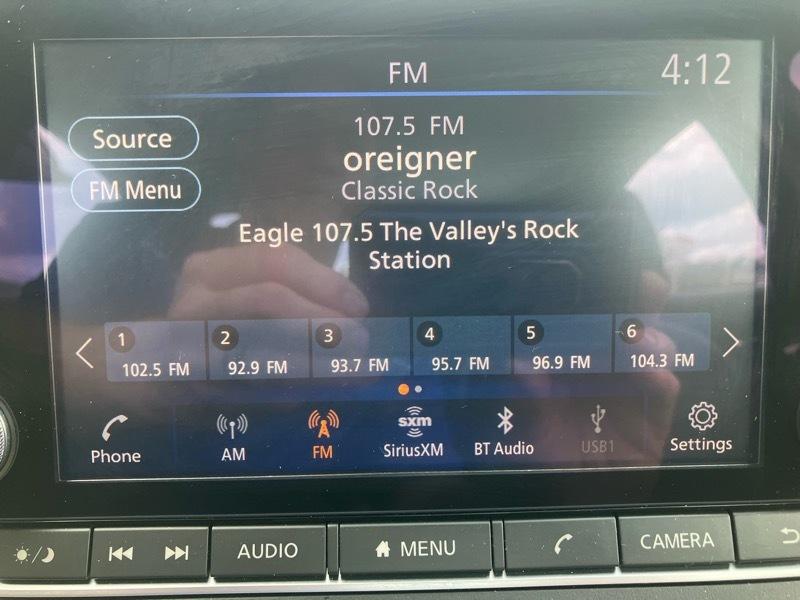 FM
4:12
Source
107.5 FM
oreigner
FM Menu
Classic Rock
Eagle 107.5 The Valley's Rock
Station
1 2 3 4 5 6
102.5 FM 92.9 FM 93.7 FM 95.7 FM 96.9 FM 104.3 FM
sxm
Phone AM FM SiriusXM BT Audio USB1 Settings
AUDIO MENU CAMERA